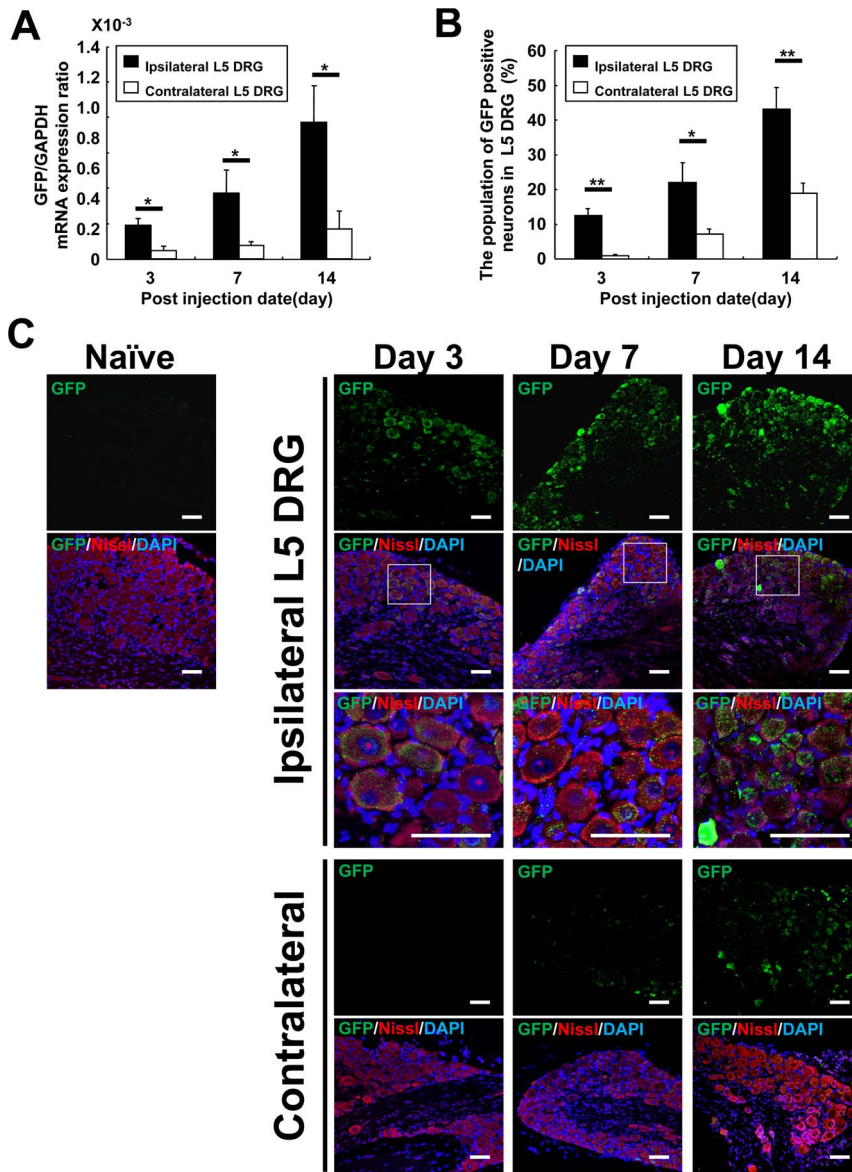 A
X10-3
1.4
1.2
1.0
0.8
0.6
0.4
0.2
0
GFP/GAPDH
mRNA expression ratio
Ipsilateral L5 DRG
Contralateral L5 DRG
*
*
*
3 7 14
Post injection date(day)
B
60
50
40
30
20
10
0
The population of GFP positive
neurons in L5 DRG (%)
Ipsilateral L5 DRG
Contralateral L5 DRG
**
*
**
3 7 14
Post injection date(day)
C
Naïve Day 3 Day 7 Day 14
GFP
GFP/Nissl/DAPI
Ipsilateral L5 DRG
GFP GFP GFP
GFP/Nissl/DAPI GFP/Nissl
/DAPI GFP/Nissl/DAPI
GFP/Nissl/DAPI GFP/Nissl/DAPI GFP/Nissl/DAPI
Contralateral
GFP GFP GFP
GFP/Nissl/DAPI GFP/Nissl/DAPI GFP/Nissl/DAPI